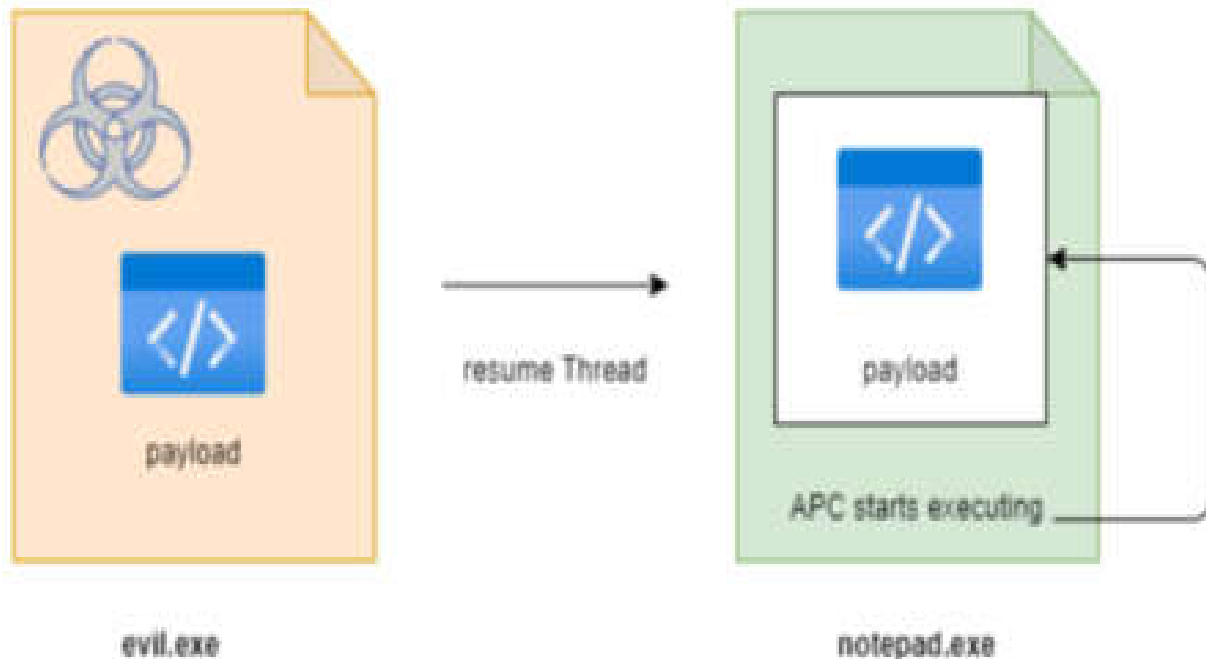 </>
payload
evil.exe
resume Thread
</>
payload
APC starts executing
notepad.exe